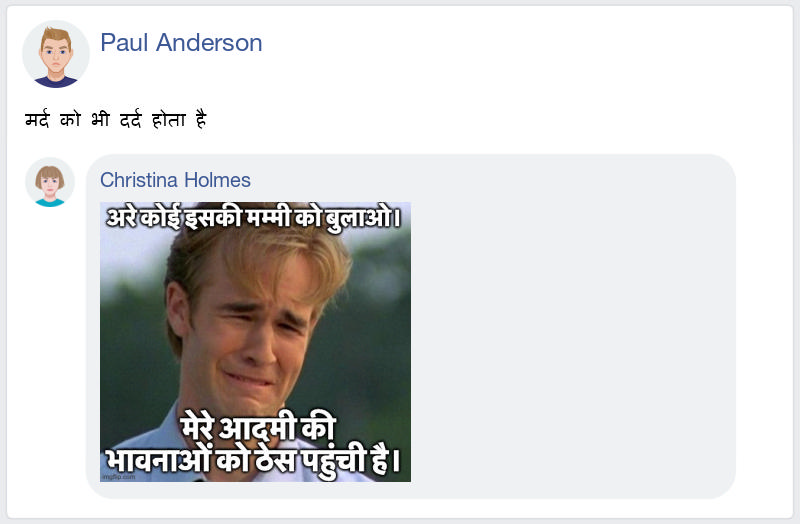 Paul Anderson
मर्द को भी दर्द होता है
Christina Holmes
अरे कोई इसकी मम्मी को बुलाओ।
मेरे आदमी की
भावनाओं को ठेस पहुंची है।
imgflip.com